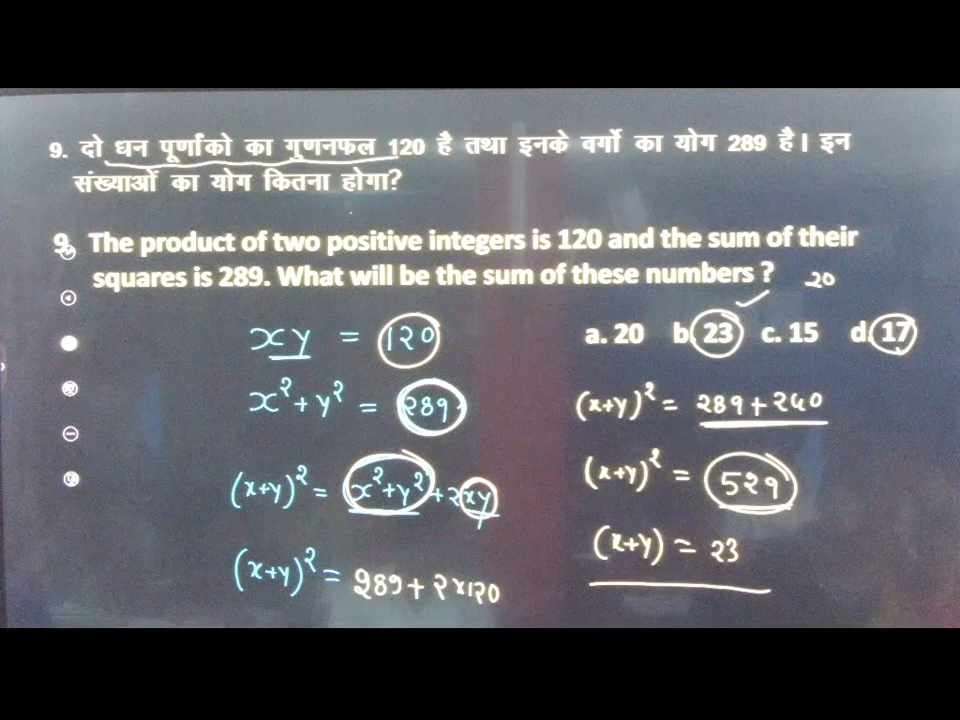 9. दो धन पूर्णांको का गुणनफल 120 है तथा इनके वर्गो का योग 289 है। इन
संख्याओं का योग कितना होगा?
9. The product of two positive integers is 120 and the sum of their
squares is 289. What will be the sum of these numbers ? 20
a. 20 b. 23 c. 15 d. 17
xy = 120
x² + y² = 289
(x+y)² = x²+y²+2xy
(x+y)² = 289 + 2×120
(x+y)² = 289 + 240
(x+y)² = 529
(x+y) = 23